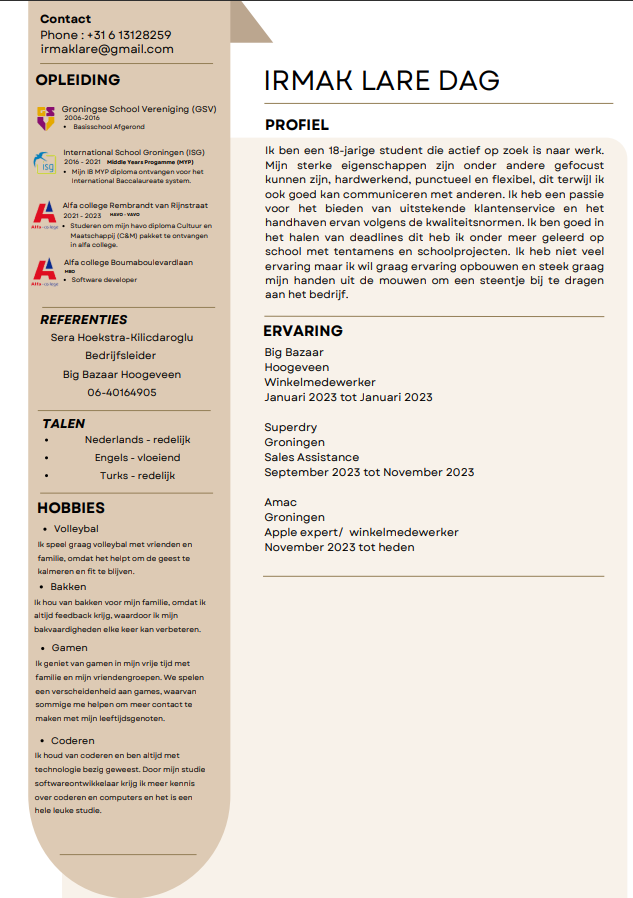 Contact
Phone : +31 6 13128259
irmaklare@gmail.com
OPLEIDING
Groningse School Vereniging (GSV)
2006-2016
• Basisschool Afgerond
International School Groningen (ISG)
2016 - 2021 Middle Years Progamme (MYP)
• Mijn IB MYP diploma ontvangen voor het
International Baccalaureate system.
Alfa college Rembrandt van Rijnstraat
2021 - 2023 HAVO - VAVO
• Studeren om mijn havo diploma Cultuur en
Maatschappij (C&M) pakket te ontvangen
in alfa college.
Alfa college Boumaboulevardlaan
MBO
• Software developer
REFERENTIES
Sera Hoekstra-Kilicdaroglu
Bedrijfsleider
Big Bazaar Hoogeveen
06-40164905
TALEN
• Nederlands - redelijk
• Engels - vloeiend
• Turks - redelijk
HOBBIES
• Volleybal
Ik speel graag volleybal met vrienden en
familie, omdat het helpt om de geest te
kalmeren en fit te blijven.
• Bakken
Ik hou van bakken voor mijn familie, omdat ik
altijd feedback krijg, waardoor ik mijn
bakvaardigheden elke keer kan verbeteren.
• Gamen
Ik geniet van gamen in mijn vrije tijd met
familie en mijn vriendengroepen. We spelen
een verscheidenheid aan games, waarvan
sommige me helpen om meer contact te
maken met mijn leeftijdsgenoten.
• Coderen
Ik houd van coderen en ben altijd met
technologie bezig geweest. Door mijn studie
softwareontwikkelaar krijg ik meer kennis
over coderen en computers en het is een
hele leuke studie.
IRMAK LARE DAG
PROFIEL
Ik ben een 18-jarige student die actief op zoek is naar werk.
Mijn sterke eigenschappen zijn onder andere gefocust
kunnen zijn, hardwerkend, punctueel en flexibel, dit terwijl ik
ook goed kan communiceren met anderen. Ik heb een passie
voor het bieden van uitstekende klantenservice en het
handhaven ervan volgens de kwaliteitsnormen. Ik ben goed in
het halen van deadlines dit heb ik onder meer geleerd op
school met tentamens en schoolprojecten. Ik heb niet veel
ervaring maar ik wil graag ervaring opbouwen en steek graag
mijn handen uit de mouwen om een steentje bij te dragen
aan het bedrijf.
ERVARING
Big Bazaar
Hoogeveen
Winkelmedewerker
Januari 2023 tot Januari 2023
Superdry
Groningen
Sales Assistance
September 2023 tot November 2023
Amac
Groningen
Apple expert/ winkelmedewerker
November 2023 tot heden